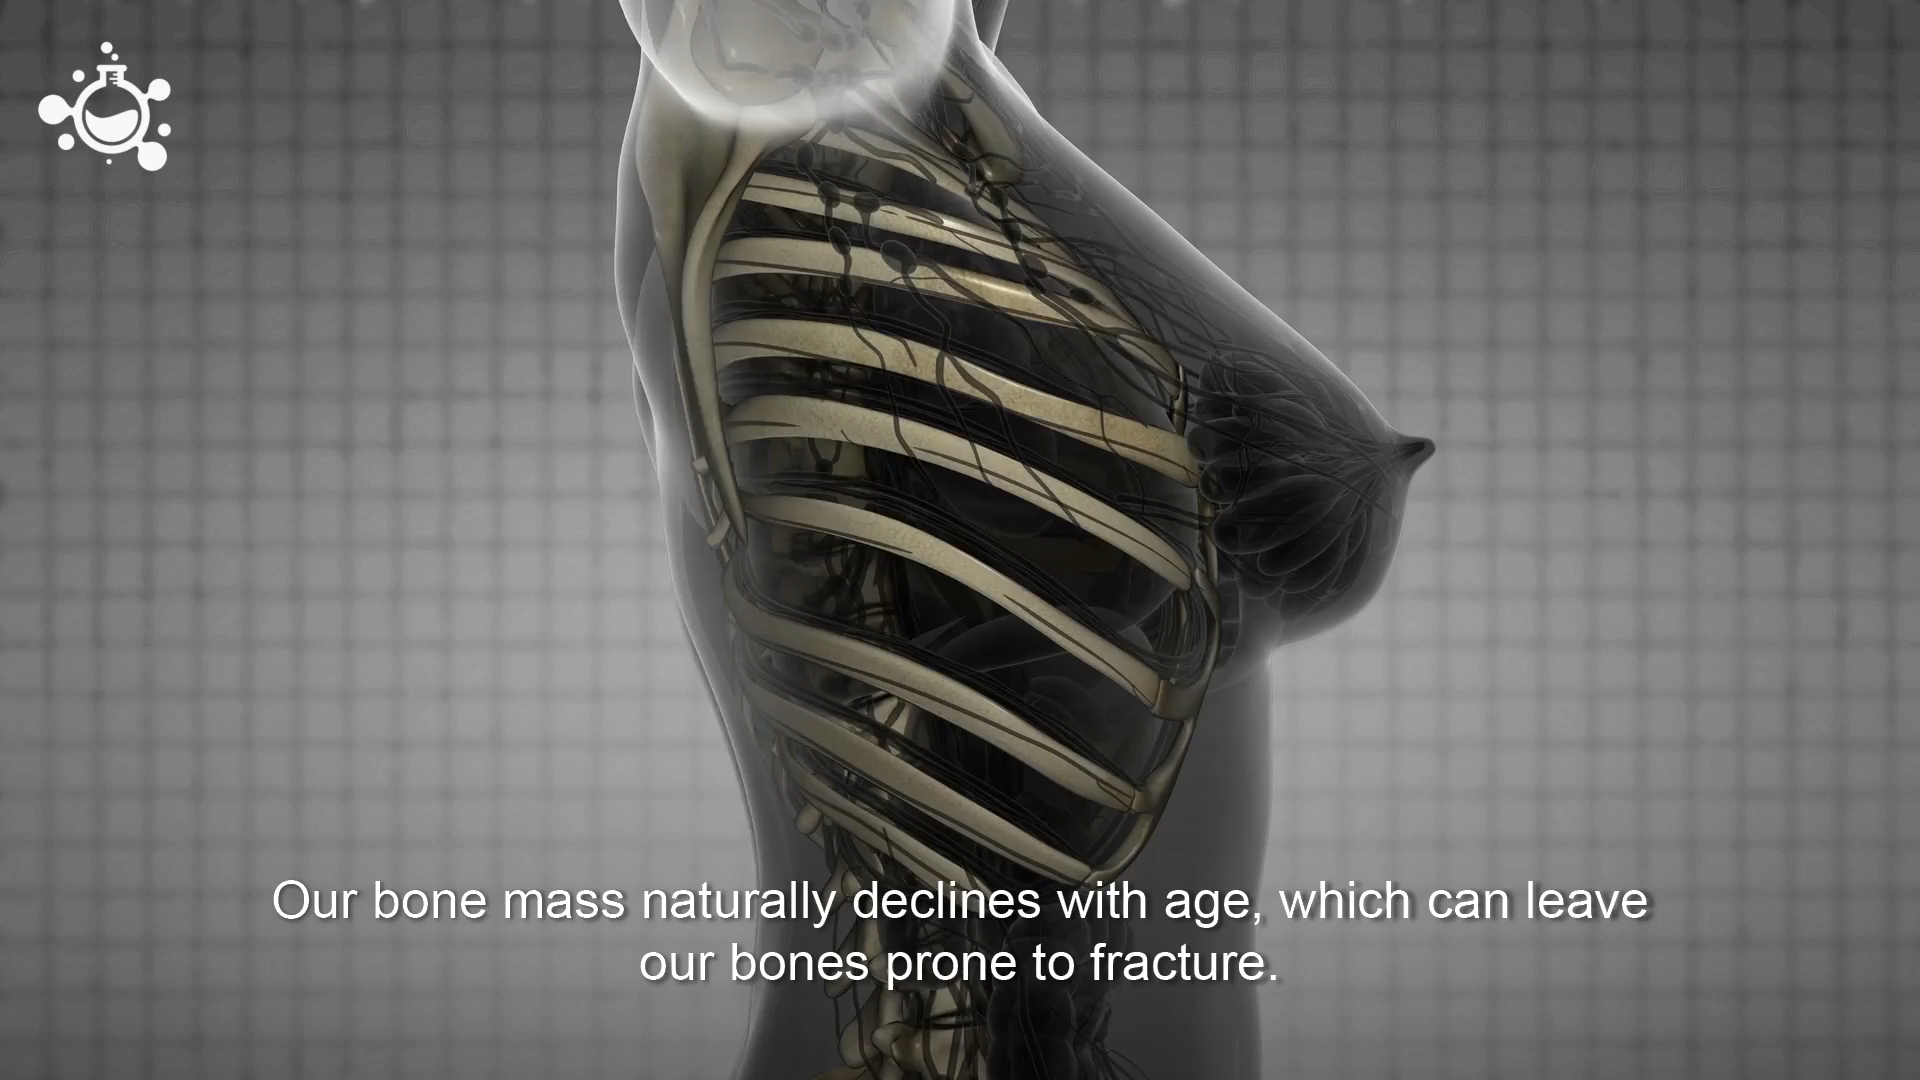 Our bone mass naturally declines with age, which can leave
our bones prone to fracture.